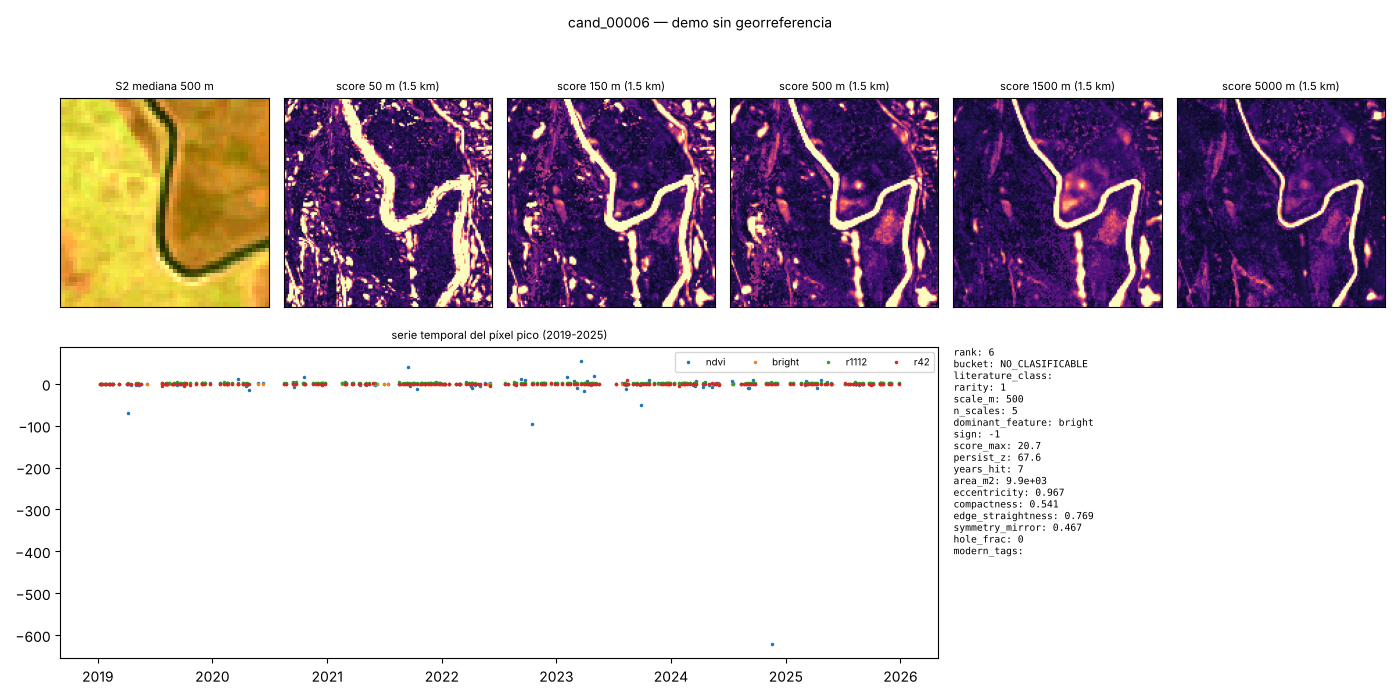 cand_00006 — demo sin georreferencia
S2 mediana 500 m
score 50 m (1.5 km)
score 150 m (1.5 km)
score 500 m (1.5 km)
score 1500 m (1.5 km)
score 5000 m (1.5 km)
serie temporal del píxel pico (2019-2025)
ndvi
bright
r1112
r42
0
−100
−200
−300
−400
−500
−600
2019
2020
2021
2022
2023
2024
2025
2026
rank: 6
bucket: NO_CLASIFICABLE
literature_class:
rarity: 1
scale_m: 500
n_scales: 5
dominant_feature: bright
sign: -1
score_max: 20.7
persist_z: 67.6
years_hit: 7
area_m2: 9.9e+03
eccentricity: 0.967
compactness: 0.541
edge_straightness: 0.769
symmetry_mirror: 0.467
hole_frac: 0
modern_tags: